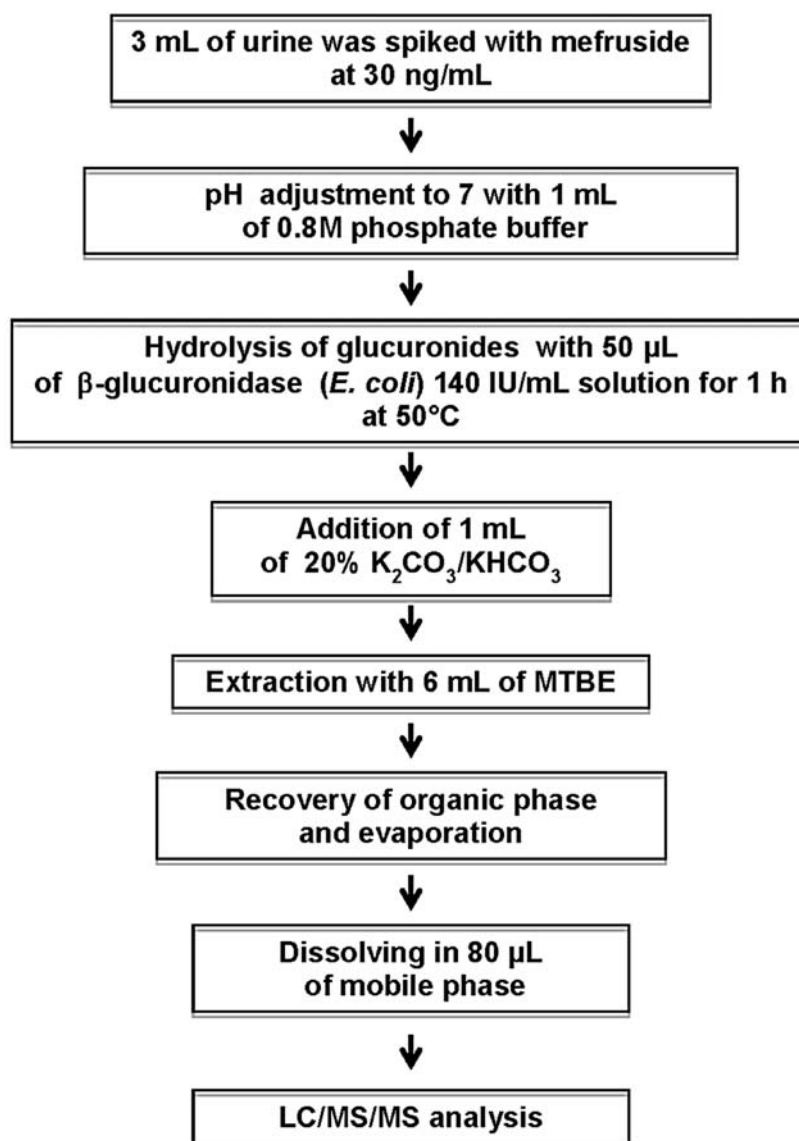 3 mL of urine was spiked with mefruside
at 30 ng/mL
pH adjustment to 7 with 1 mL
of 0.8M phosphate buffer
Hydrolysis of glucuronides with 50 µL
of β-glucuronidase (E. coli) 140 IU/mL solution for 1 h
at 50°C
Addition of 1 mL
of 20% K₂CO₃/KHCO₃
Extraction with 6 mL of MTBE
Recovery of organic phase
and evaporation
Dissolving in 80 µL
of mobile phase
LC/MS/MS analysis